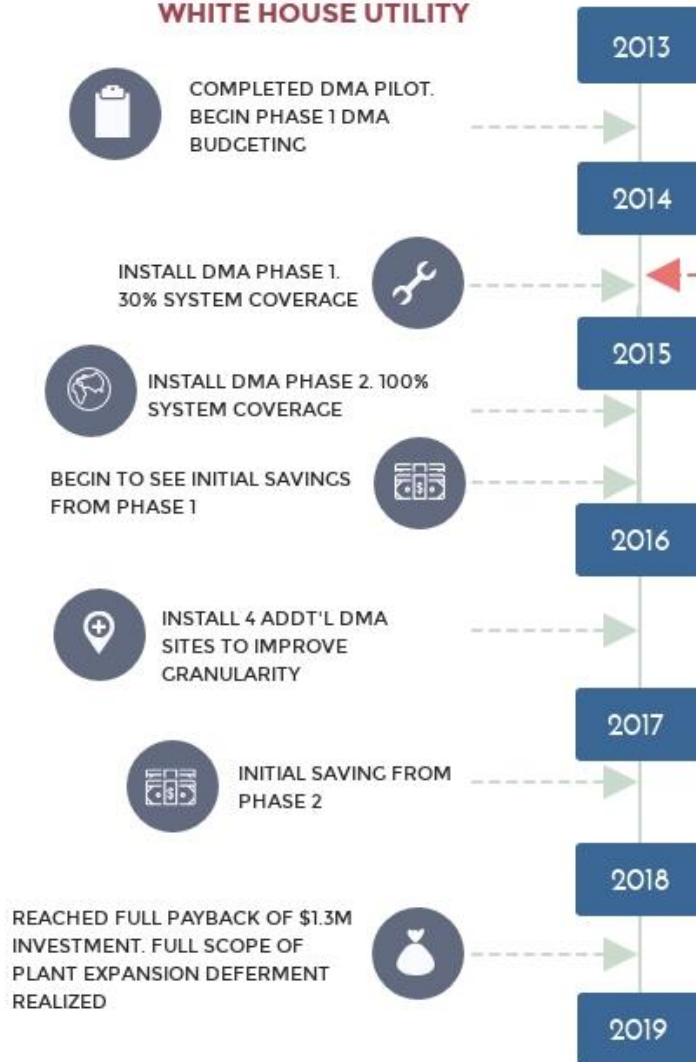 WHITE HOUSE UTILITY
2013
COMPLETED DMA PILOT.
BEGIN PHASE 1 DMA
BUDGETING
2014
INSTALL DMA PHASE 1.
30% SYSTEM COVERAGE
2015
INSTALL DMA PHASE 2. 100%
SYSTEM COVERAGE
BEGIN TO SEE INITIAL SAVINGS
FROM PHASE 1
2016
INSTALL 4 ADDT'L DMA
SITES TO IMPROVE
GRANULARITY
2017
INITIAL SAVING FROM
PHASE 2
2018
REACHED FULL PAYBACK OF $1.3M
INVESTMENT. FULL SCOPE OF
PLANT EXPANSION DEFERMENT
REALIZED
2019